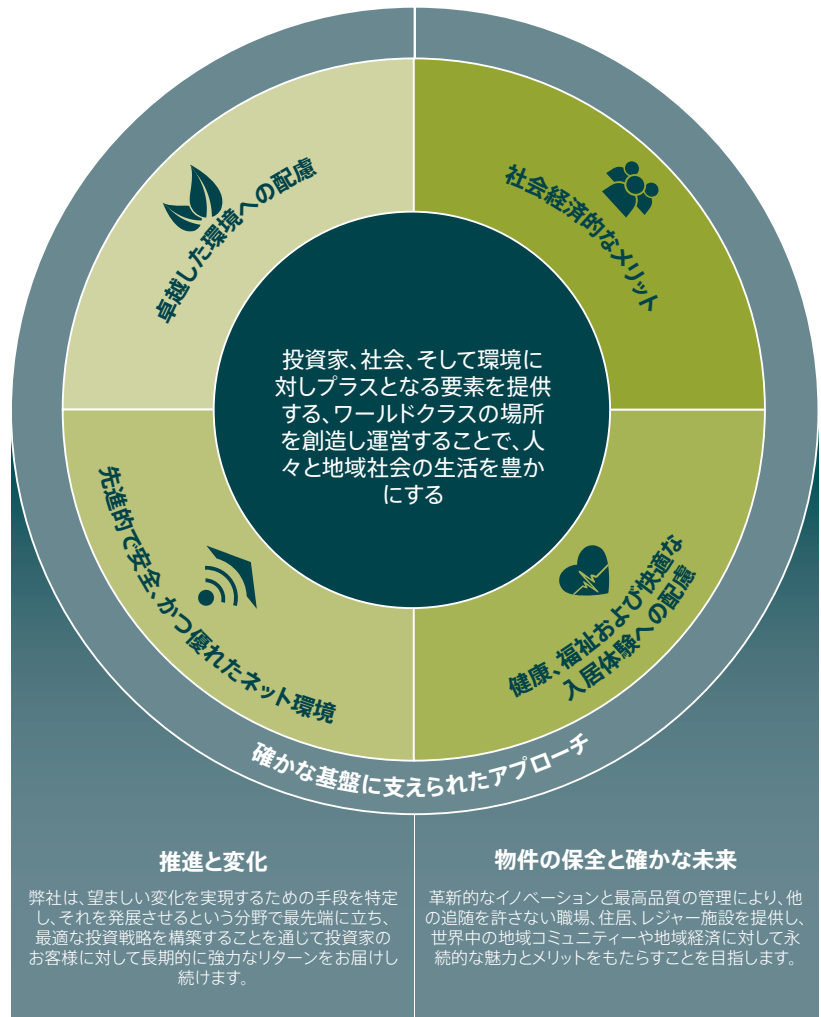 卓越した環境への配慮
社会経済的なメリット
投資家、社会、そして環境に
対しプラスとなる要素を提供
する、ワールドクラスの場所
を創造し運営することで、人
々と地域社会の生活を豊か
にする
先進的で安全、かつ優れたネット環境
健康、福祉および快適な
入居体験への配慮
確かな基盤に支えられたアプローチ
推進と変化
弊社は、望ましい変化を実現するための手段を特定
し、それを発展させるという分野で最先端に立ち、
最適な投資戦略を構築することを通じて投資家の
お客様に対して長期的に強力なリターンをお届けし
続けます。
物件の保全と確かな未来
革新的なイノベーションと最高品質の管理により、他
の追随を許さない職場、住居、レジャー施設を提供し、
世界中の地域コミュニティーや地域経済に対して永
続的な魅力とメリットをもたらすことを目指します。